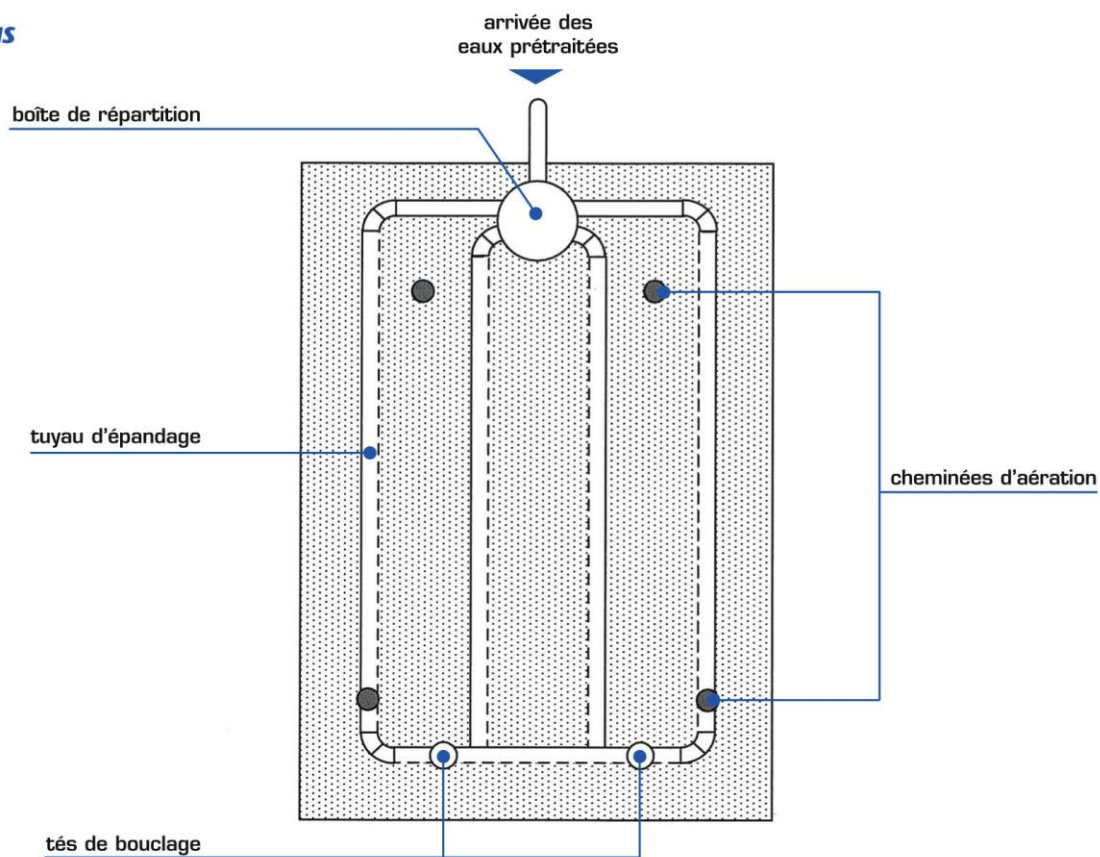 arrivée des
eaux prétraitées
boîte de répartition
tuyau d'épandage
cheminées d'aération
tés de bouclage